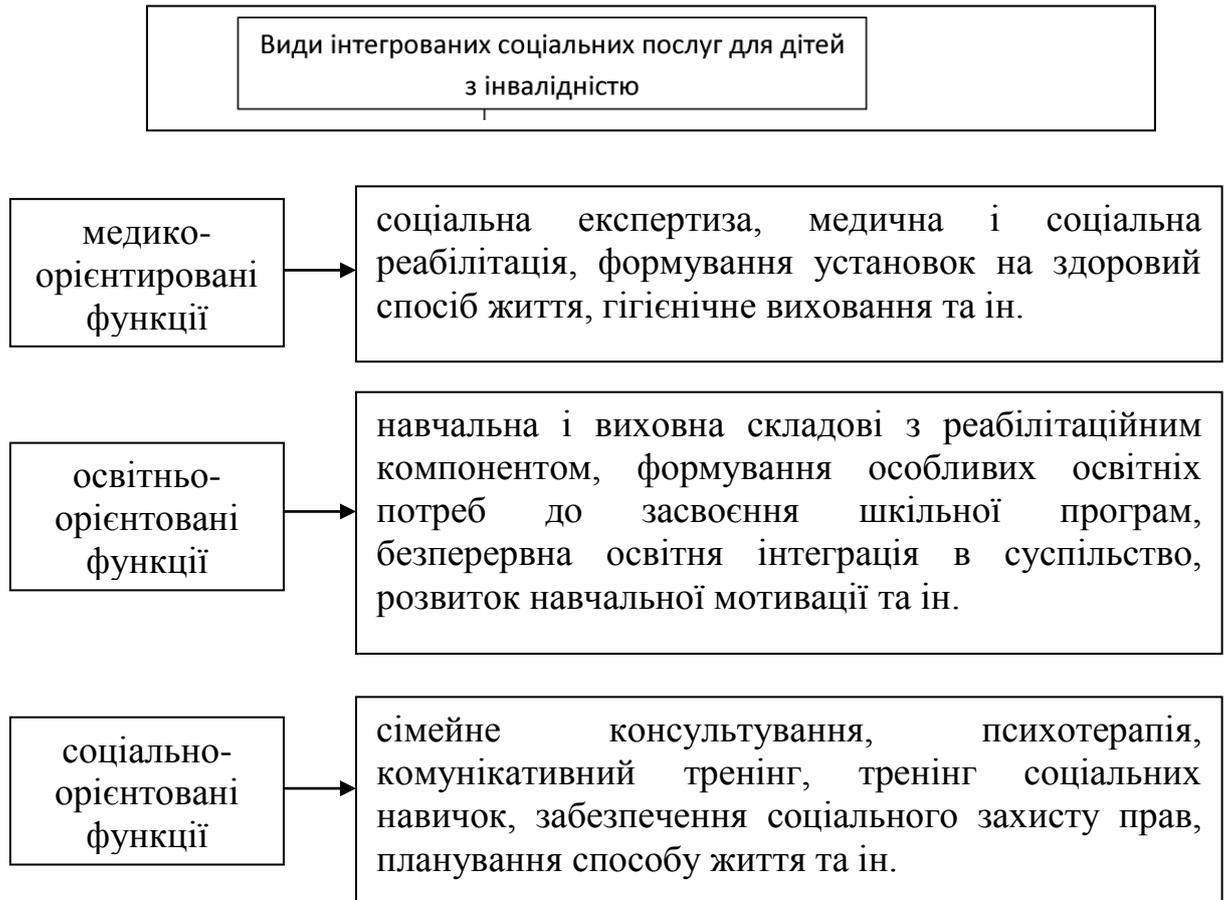 Види інтегрованих соціальних послуг для дітей
з інвалідністю
медико-
орієнтировані
функції
соціальна експертиза, медична і соціальна
реабілітація, формування установок на здоровий
спосіб життя, гігієнічне виховання та ін.
освітньо-
орієнтовані
функції
навчальна і виховна складові з реабілітаційним
компонентом, формування особливих освітніх
потреб до засвоєння шкільної програм,
безперервна освітня інтеграція в суспільство,
розвиток навчальної мотивації та ін.
соціально-
орієнтовані
функції
сімейне консультування, психотерапія,
комунікативний тренінг, тренінг соціальних
навичок, забезпечення соціального захисту прав,
планування способу життя та ін.